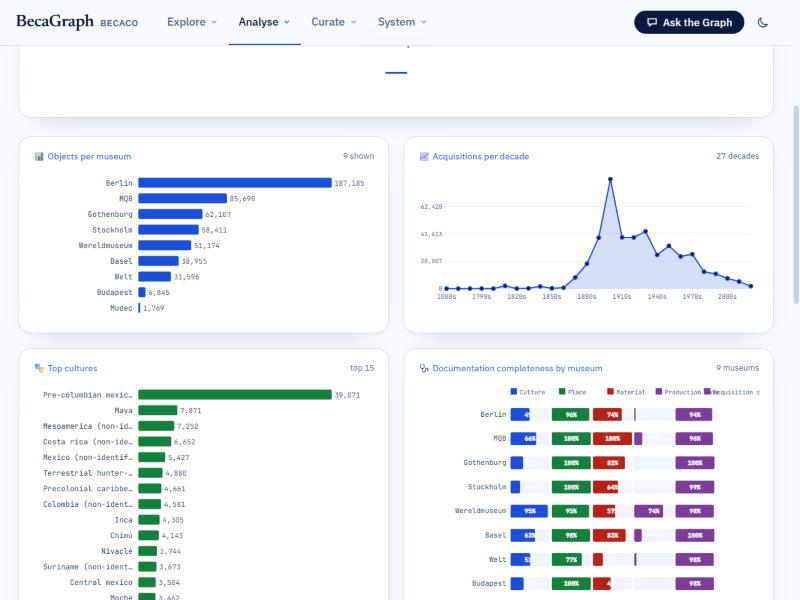 BecaGraph BECACO Explore Analyse Curate System Ask the Graph
Objects per museum 9 shown
Berlin 187,185
MQB 85,690
Gothenburg 62,107
Stockholm 58,411
Wereldmuseum 51,174
Basel 38,955
Welt 31,596
Budapest 6,845
Mudec 1,769
Acquisitions per decade 27 decades
62,420
41,613
20,807
0
1000s 1790s 1820s 1850s 1880s 1910s 1940s 1970s 2000s
Top cultures top 15
Pre-columbian mexic… 39,071
Maya 7,871
Mesoamerica (non-id… 7,252
Costa rica (non-ide… 6,652
Mexico (non-identif… 5,427
Terrestrial hunter-… 4,880
Precolonial caribbe… 4,661
Colombia (non-ident… 4,581
Inca 4,305
Chimú 4,143
Nivaclé 3,744
Suriname (non-ident… 3,673
Central mexico 3,504
Moche 3,462
Documentation completeness by museum 9 museums
Culture Place Material Production Acquisition d
Berlin 96% 74% 94%
MQB 66% 100% 100% 96%
Gothenburg 100% 82% 100%
Stockholm 100% 64% 99%
Wereldmuseum 95% 95% 57 74% 98%
Basel 63% 98% 83% 100%
Welt 77% 98%
Budapest 100% 98%